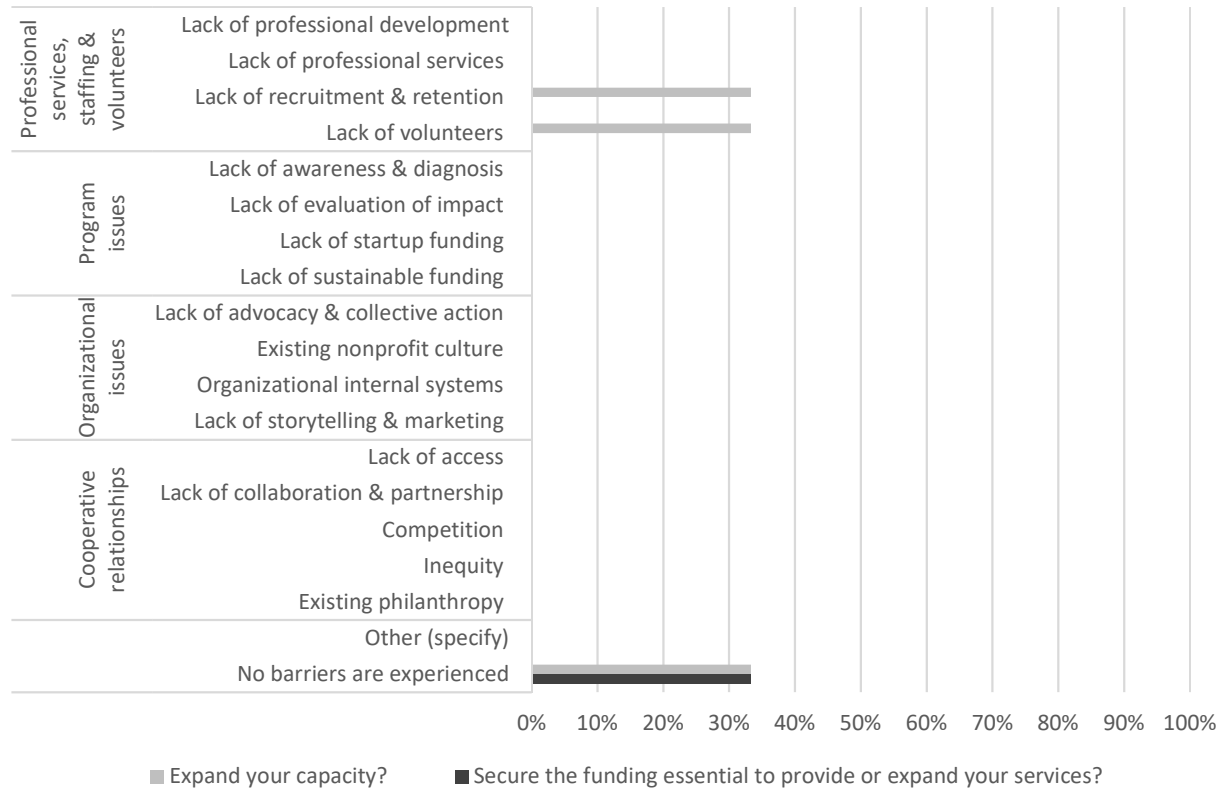 Professional
services,
staffing &
volunteers
Lack of professional development
Lack of professional services
Lack of recruitment & retention
Lack of volunteers
Program
issues
Lack of awareness & diagnosis
Lack of evaluation of impact
Lack of startup funding
Lack of sustainable funding
Organizational
issues
Lack of advocacy & collective action
Existing nonprofit culture
Organizational internal systems
Lack of storytelling & marketing
Cooperative
relationships
Lack of access
Lack of collaboration & partnership
Competition
Inequity
Existing philanthropy
Other (specify)
No barriers are experienced
0% 10% 20% 30% 40% 50% 60% 70% 80% 90% 100%
Expand your capacity? Secure the funding essential to provide or expand your services?